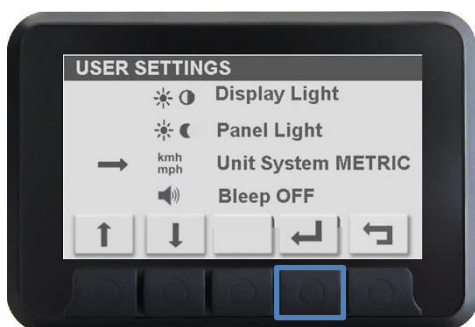 USER SETTINGS
Display Light
Panel Light
kmh
mph
Unit System METRIC
Bleep OFF